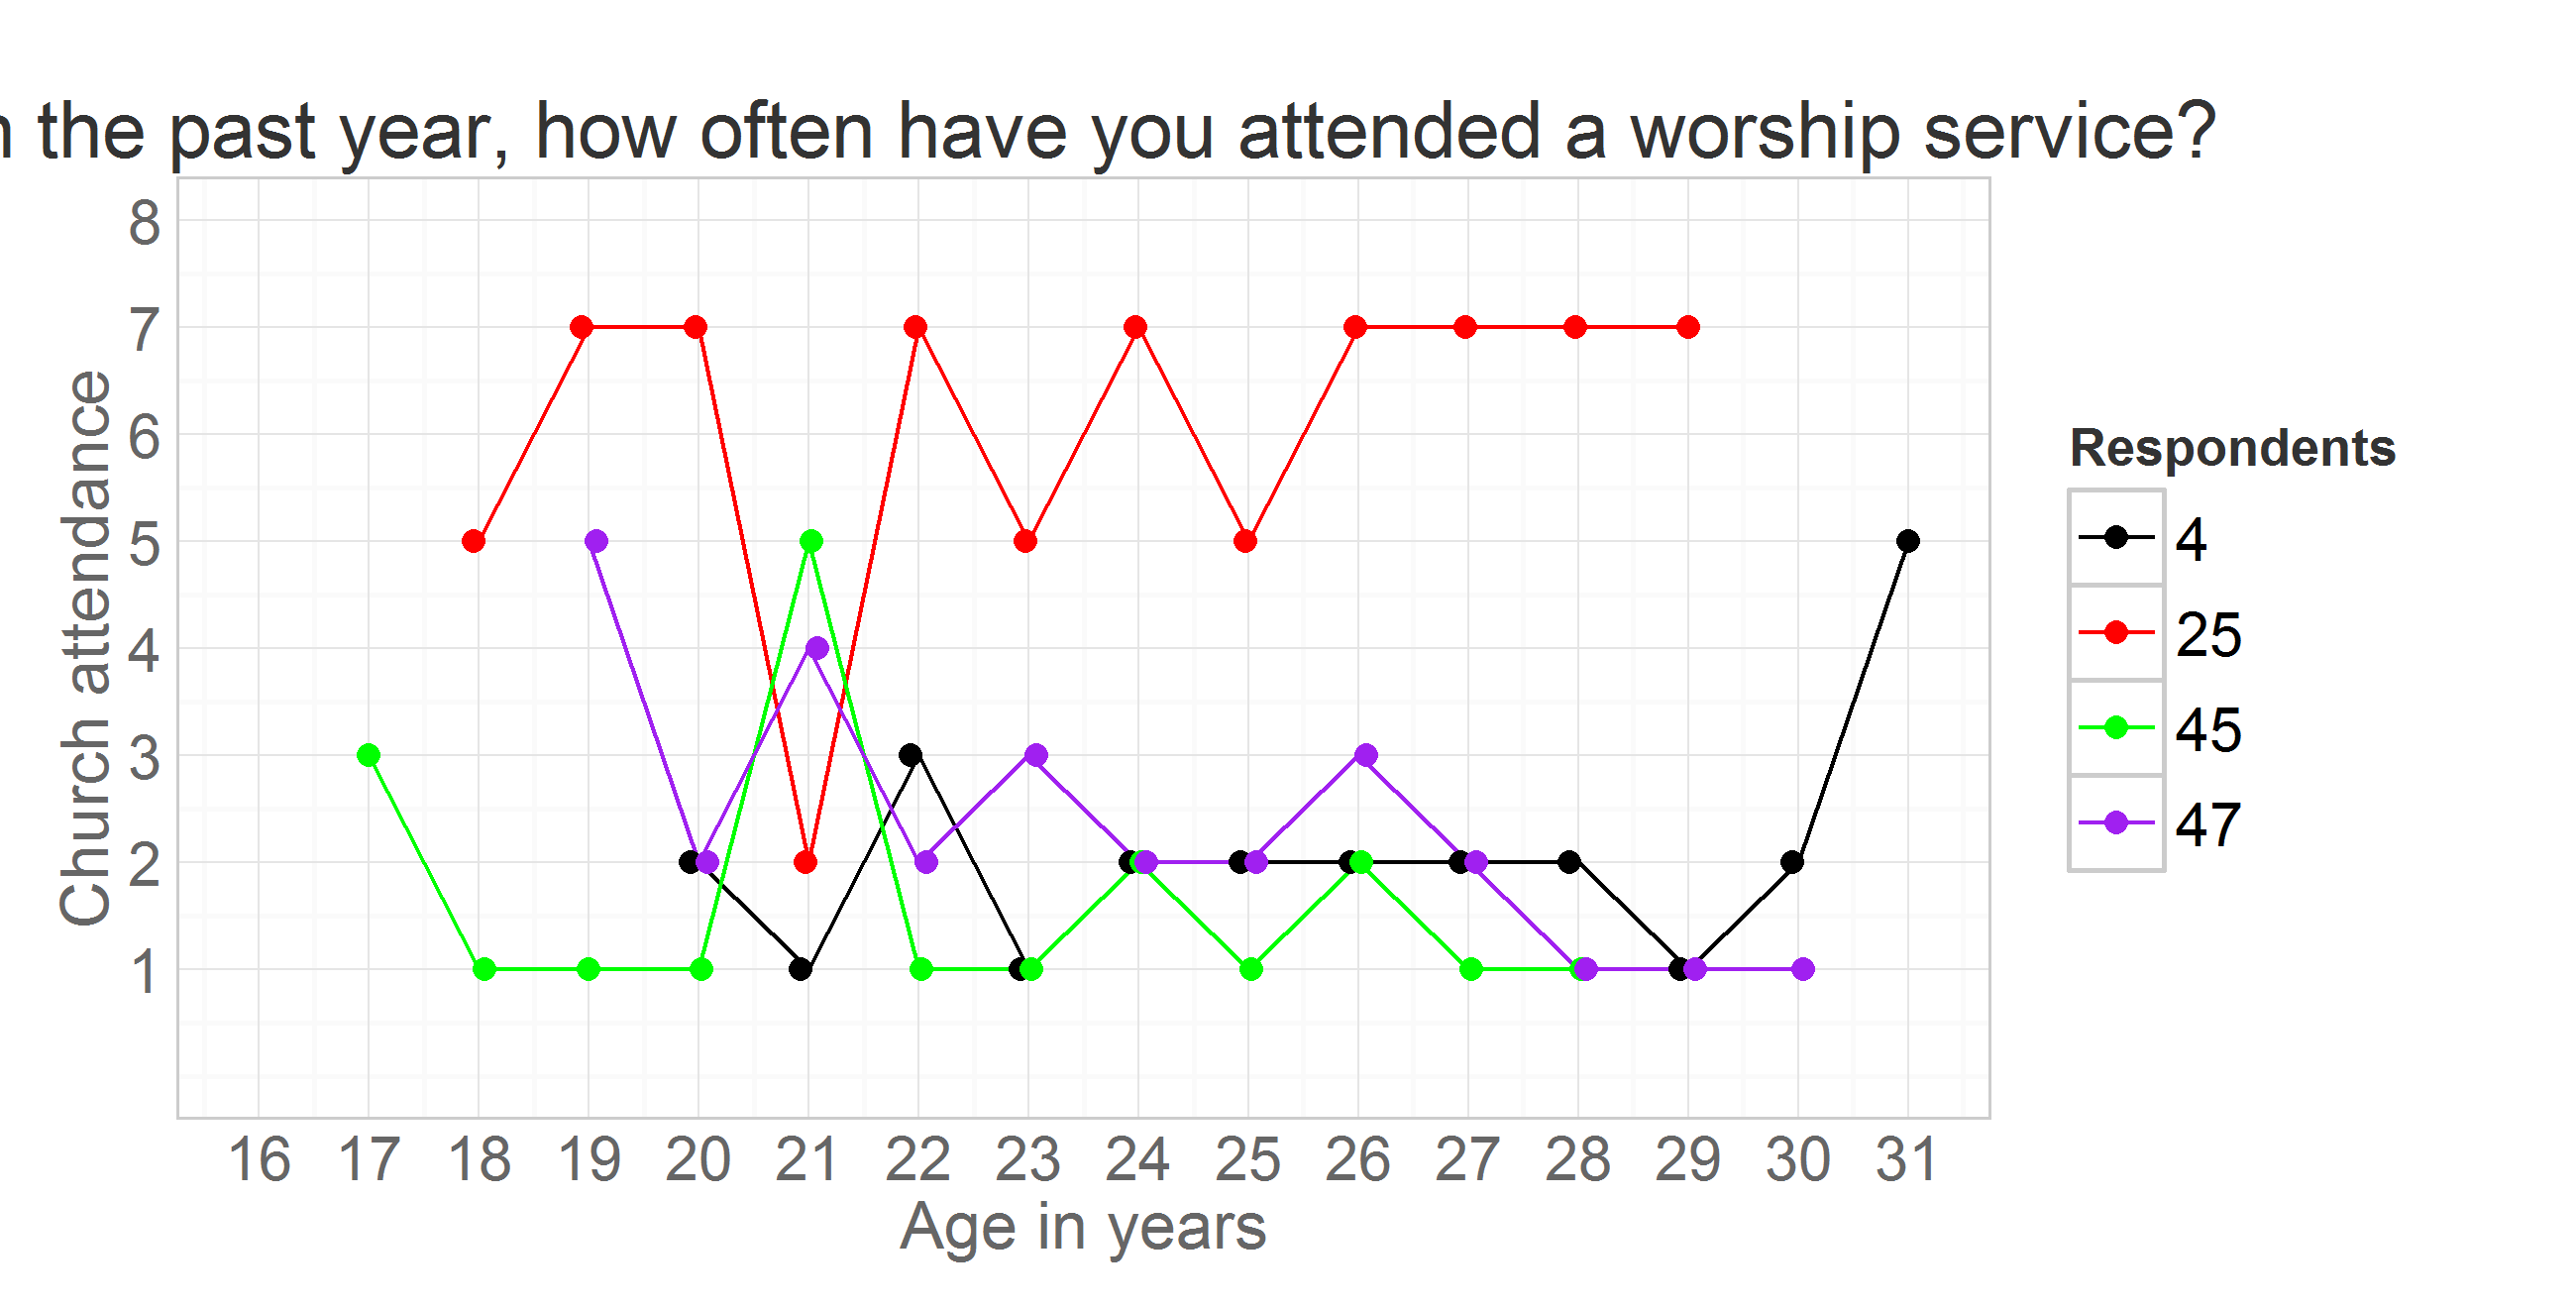 the past year, how often have you attended a worship service?
8
7
6
5
4
3
2
1
Church attendance
16 17 18 19 20 21 22 23 24 25 26 27 28 29 30 31
Age in years
Respondents
4
25
45
47